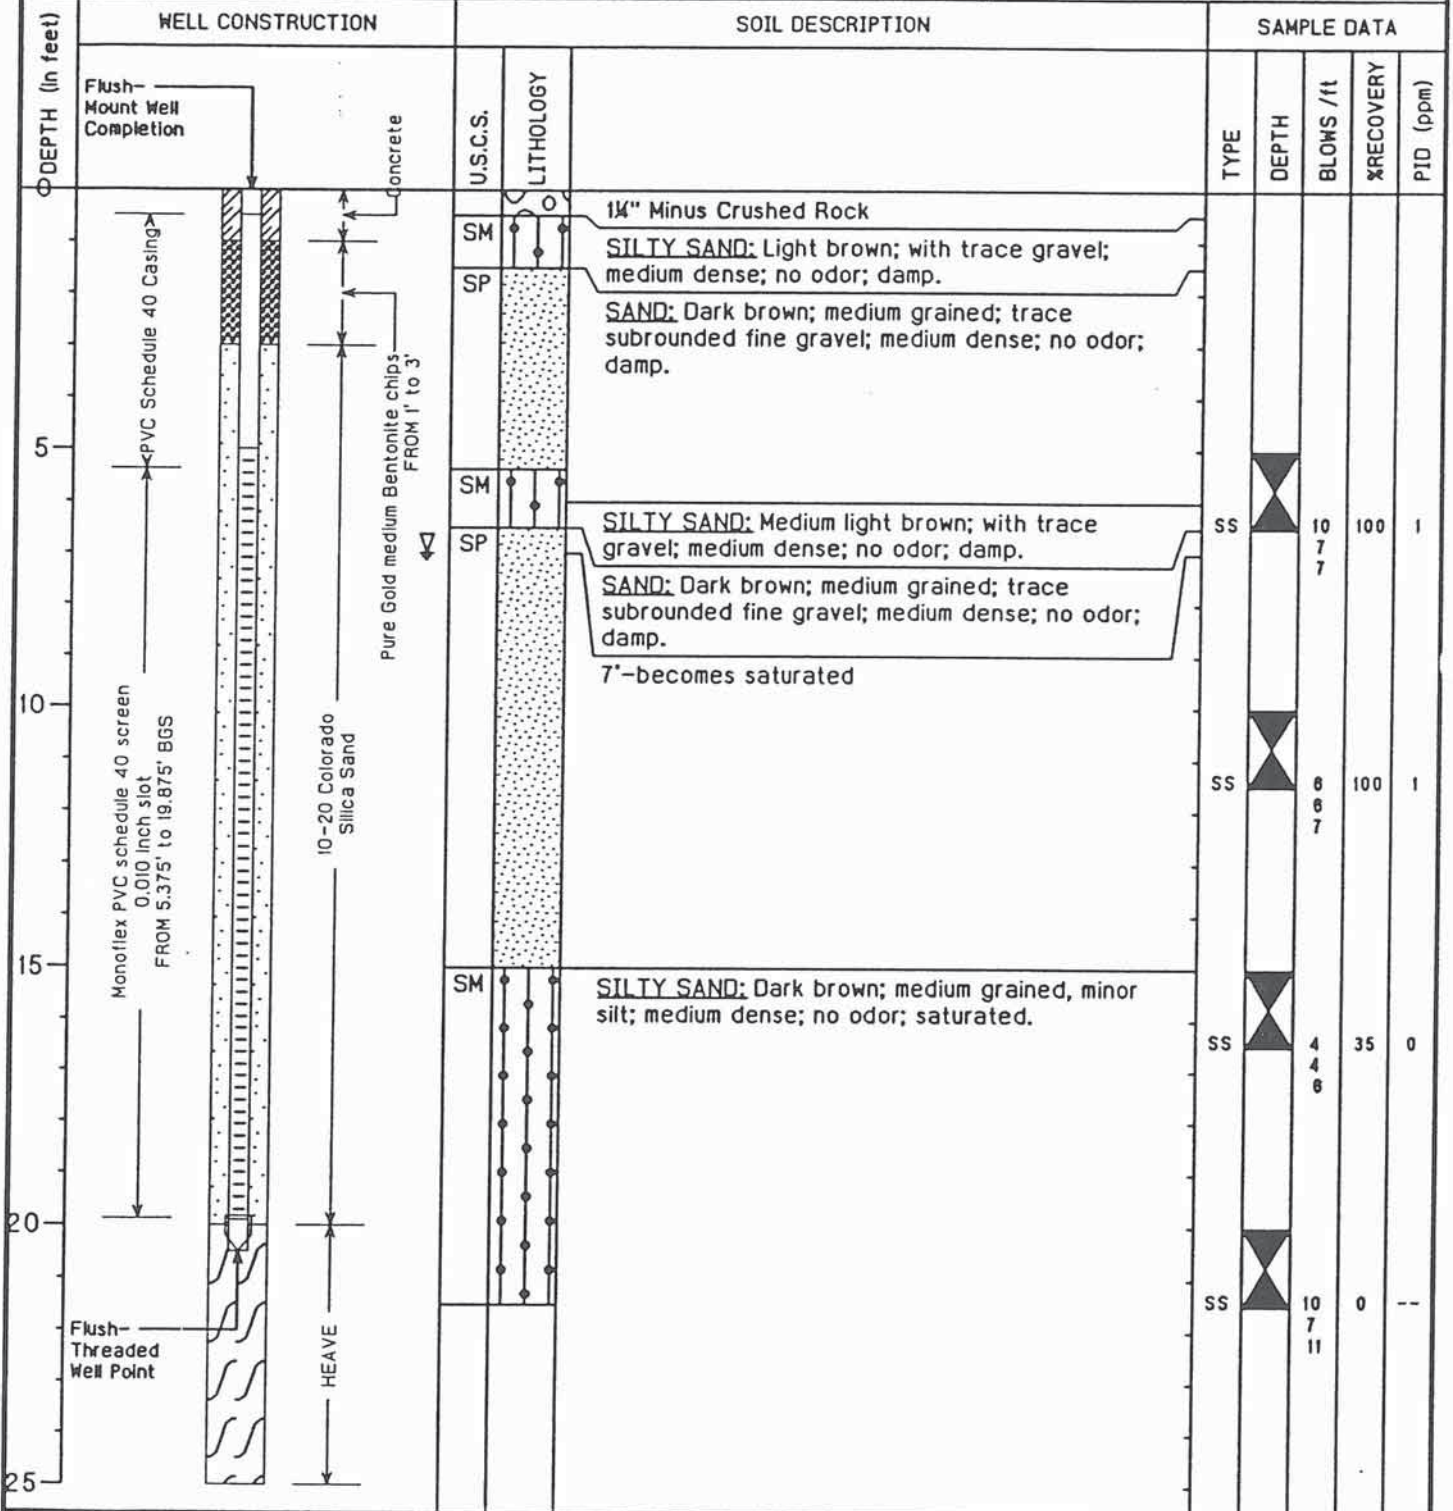 WELL CONSTRUCTION
SOIL DESCRIPTION
SAMPLE DATA
DEPTH (in feet)
U.S.C.S.
LITHOLOGY
TYPE
DEPTH
BLOWS /ft
%RECOVERY
PID (ppm)
Flush-
Mount Well
Completion
Concrete
0
5
10
15
20
25
<PVC Schedule 40 Casing>
Pure Gold medium Bentonite chips
FROM 1' to 3'
Monoflex PVC schedule 40 screen
0.010 inch slot
FROM 5.375' to 19.875' BGS
10-20 Colorado
Silica Sand
HEAVE
Flush-
Threaded
Well Point
1¼" Minus Crushed Rock
SM
SILTY SAND: Light brown; with trace gravel;
medium dense; no odor; damp.
SP
SAND: Dark brown; medium grained; trace
subrounded fine gravel; medium dense; no odor;
damp.
SM
SILTY SAND: Medium light brown; with trace
gravel; medium dense; no odor; damp.
SP
SAND: Dark brown; medium grained; trace
subrounded fine gravel; medium dense; no odor;
damp.
7'-becomes saturated
SM
SILTY SAND: Dark brown; medium grained, minor
silt; medium dense; no odor; saturated.
SS 10 100 1
7
7
SS 6 100 1
6
7
SS 4 35 0
4
6
SS 10 0 --
7
11